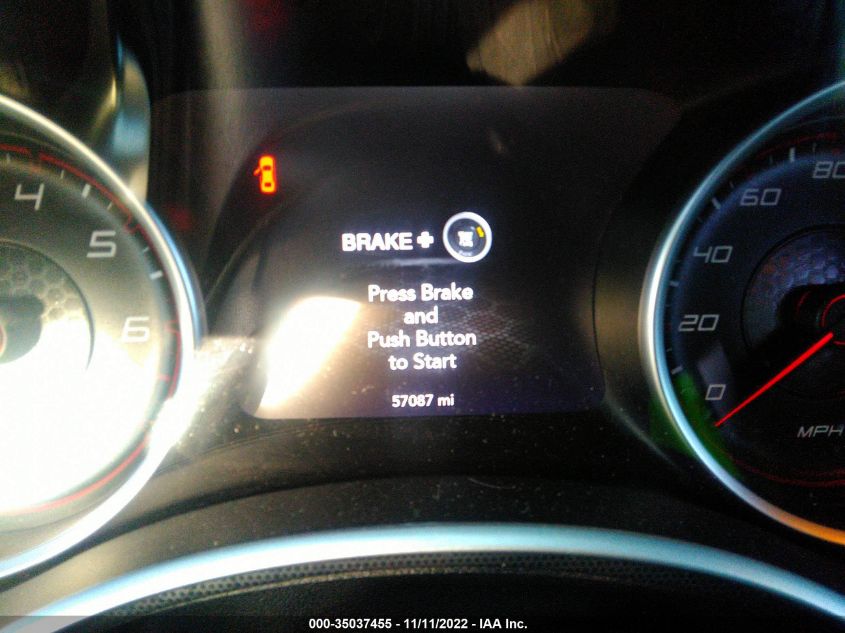 4
5
6
BRAKE +
Press Brake
and
Push Button
to Start
57087 mi
80
60
40
20
0
MPH
000-35037455 - 11/11/2022 - IAA Inc.